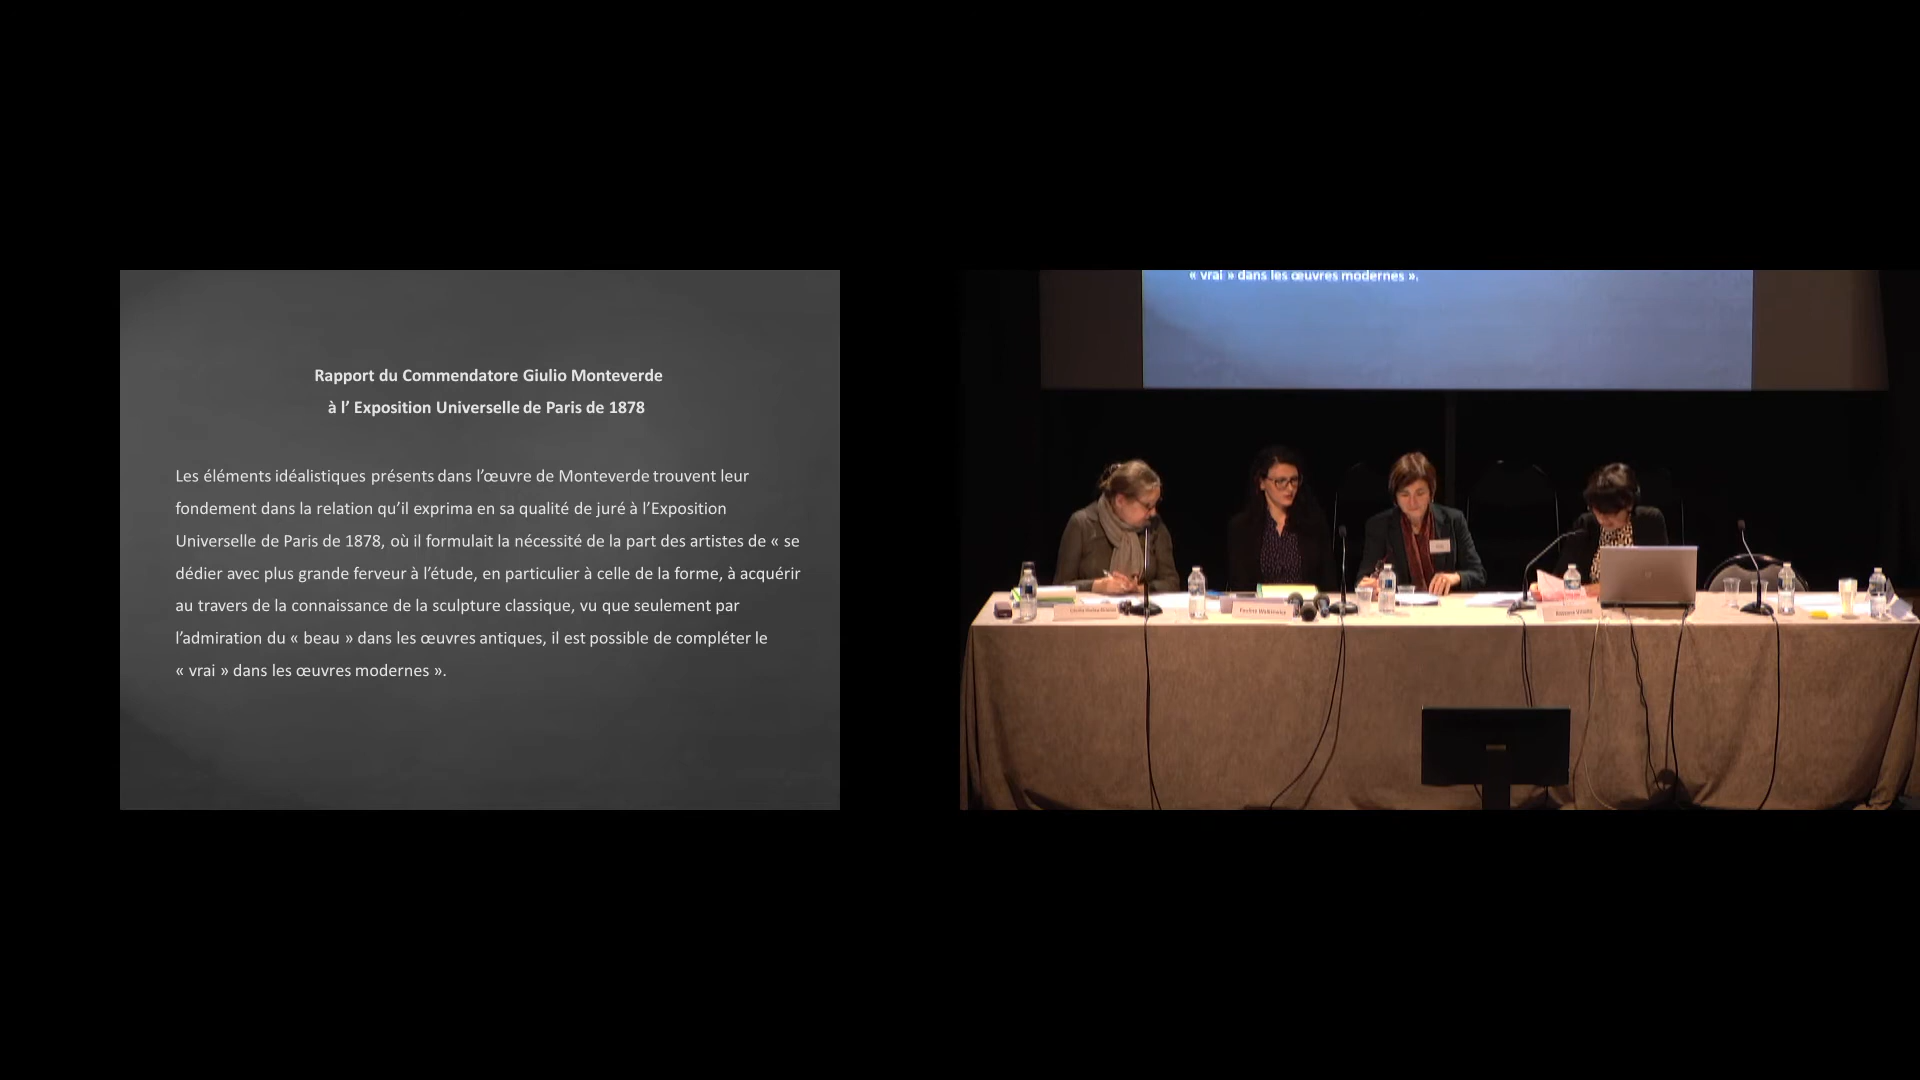 Rapport du Commendatore Giulio Monteverde
à l’ Exposition Universelle de Paris de 1878
Les éléments idéalistiques présents dans l’œuvre de Monteverde trouvent leur
fondement dans la relation qu’il exprima en sa qualité de juré à l’Exposition
Universelle de Paris de 1878, où il formulait la nécessité de la part des artistes de « se
dédier avec plus grande ferveur à l’étude, en particulier à celle de la forme, à acquérir
au travers de la connaissance de la sculpture classique, vu que seulement par
l’admiration du « beau » dans les œuvres antiques, il est possible de compléter le
« vrai » dans les œuvres modernes ».
« vrai » dans les œuvres modernes ».